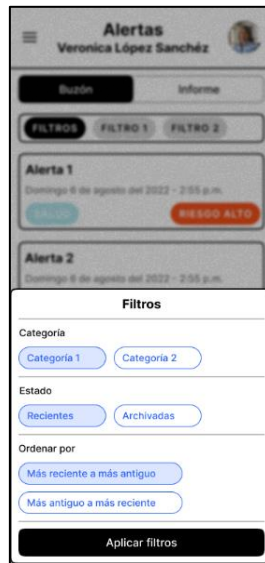 Alertas
Veronica López Sanchéz
Buzón Informe
FILTROS FILTRO 1 FILTRO 2
Alerta 1
Domingo 6 de agosto del 2022 - 2:55 p.m.
SALUD RIESGO ALTO
Alerta 2
Domingo 6 de agosto del 2022 - 2:55 p.m.
Filtros
Categoría
Categoría 1 Categoría 2
Estado
Recientes Archivadas
Ordenar por
Más reciente a más antiguo
Más antiguo a más reciente
Aplicar filtros